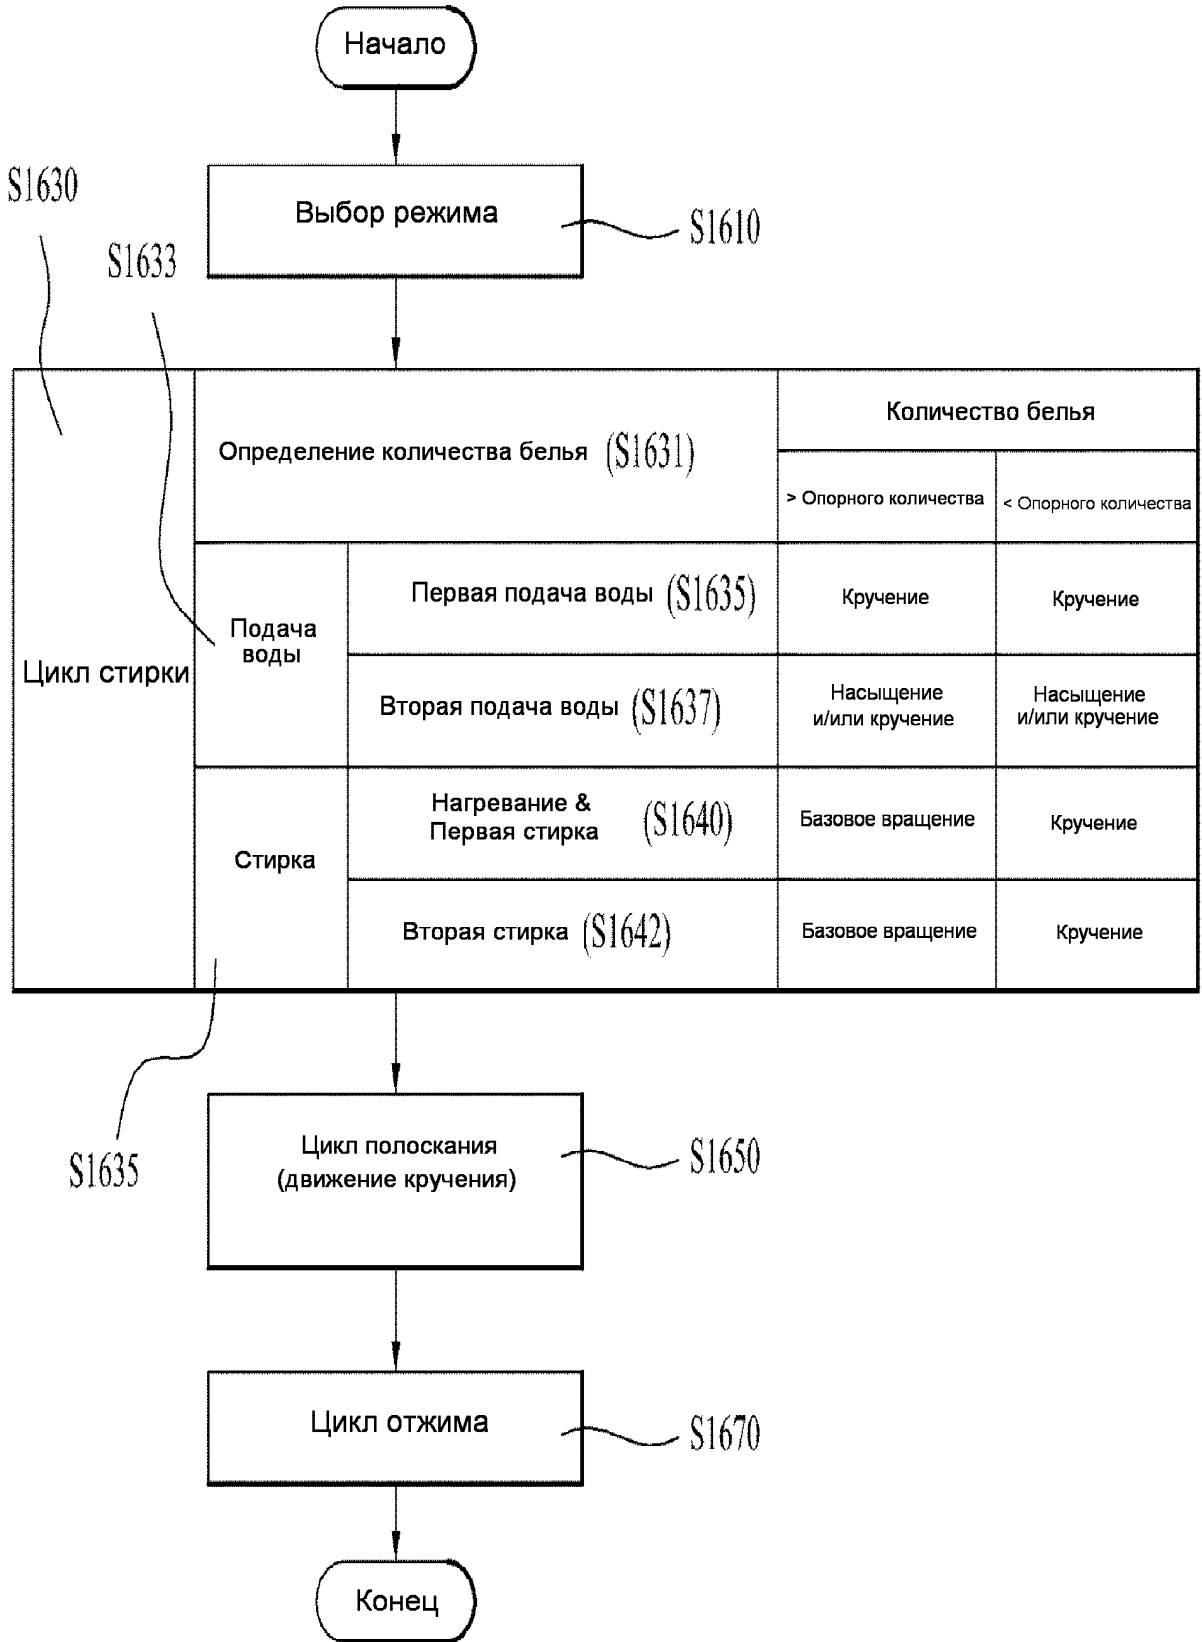 Начало
S1630
Выбор режима
S1610
S1633
Определение количества белья (S1631)
Количество белья
> Опорного количества
< Опорного количества
Цикл стирки
Подача
воды
Первая подача воды (S1635)
Кручение
Кручение
Вторая подача воды (S1637)
Насыщение
и/или кручение
Насыщение
и/или кручение
Стирка
Нагревание &
Первая стирка (S1640)
Базовое вращение
Кручение
Вторая стирка (S1642)
Базовое вращение
Кручение
S1635
Цикл полоскания
(движение кручения)
S1650
Цикл отжима
S1670
Конец